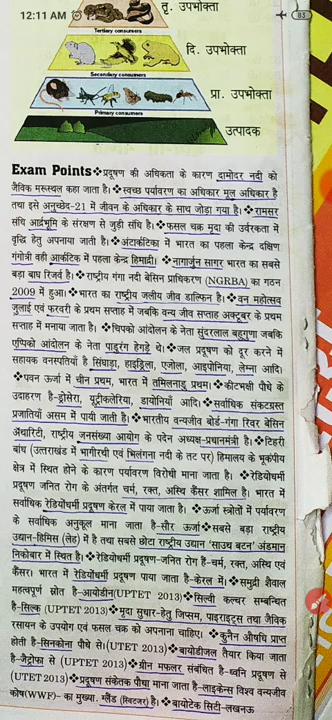 12:11 AM
83
तृ. उपभोक्ता
Tertiary consumers
द्वि. उपभोक्ता
Secondary consumers
प्रा. उपभोक्ता
Primary consumers
उत्पादक
Exam Points❖प्रदूषण की अधिकता के कारण दामोदर नदी को
जैविक मरूस्थल कहा जाता है। ❖स्वच्छ पर्यावरण का अधिकार मूल अधिकार है
तथा इसे अनुच्छेद-21 में जीवन के अधिकार के साथ जोड़ा गया है। ❖रामसर
संधि आर्द्रभूमि के संरक्षण से जुड़ी संधि है। ❖फसल चक्र मृदा की उर्वरकता में
वृद्धि हेतु अपनाया जाती है। ❖अंटार्कटिका में भारत का पहला केन्द्र दक्षिण
गंगोत्री वही आर्कटिक में पहला केन्द्र हिमाद्री। ❖नागार्जुन सागर भारत का सबसे
बड़ा बाघ रिजर्व है। ❖राष्ट्रीय गंगा नदी बेसिन प्राधिकरण (NGRBA) का गठन
2009 में हुआ। ❖भारत का राष्ट्रीय जलीय जीव डाल्फिन है। ❖वन महोत्सव
जुलाई एवं फरवरी के प्रथम सप्ताह में जबकि वन्य जीव सप्ताह अक्टूबर के प्रथम
सप्ताह में मनाया जाता है। ❖चिपको आंदोलन के नेता सुंदरलाल बहुगुणा जबकि
एप्पिको आंदोलन के नेता पाडुरंग हेगड़े थे। ❖जल प्रदूषण को दूर करने में
सहायक वनस्पतियां है सिंघाड़ा, हाइड्रिला, एजोला, आइपोनिया, लेम्ना आदि।
❖पवन ऊर्जा में चीन प्रथम, भारत में तमिलनाडु प्रथम। ❖कीटभक्षी पौधे के
उदाहरण है-ड्रोसेरा, यूट्रीकलेरिया, डायोनियाँ आदि। ❖सर्वाधिक संकटग्रस्त
प्रजातियाँ असम में पायी जाती है। ❖भारतीय वन्यजीव बोर्ड-गंगा रिवर बेसिन
अॅथारिटी, राष्ट्रीय जनसंख्या आयोग के पदेन अध्यक्ष-प्रधानमंत्री है। ❖टिहरी
बांध (उत्तराखंड में भागीरथी एवं भिलंगना नदी के तट पर) हिमालय के भूकंपीय
क्षेत्र में स्थित होने के कारण पर्यावरण विरोधी माना जाता है। ❖रेडियोधर्मी
प्रदूषण जनित रोग के अंतर्गत चर्म, रक्त, अस्थि कैंसर शामिल है। भारत में
सर्वाधिक रेडियोधर्मी प्रदूषण केरल में पाया जाता है। ❖ऊर्जा स्त्रोतों में पर्यावरण
के सर्वाधिक अनुकूल माना जाता है-सौर ऊर्जा❖सबसे बड़ा राष्ट्रीय
उद्यान-हिमिस (लेह) में है तथा सबसे छोटा राष्ट्रीय उद्यान 'साउथ बटन' अंडमान
निकोबार में स्थित है। ❖रेडियोधर्मी प्रदूषण-जनित रोग है-चर्म, रक्त, अस्थि एवं
कैंसर। भारत में रेडियोधर्मी प्रदूषण पाया जाता है-केरल में। ❖समुद्री शैवाल
महत्वपूर्ण स्रोत है-आयोडीन(UPTET 2013) ❖सिल्वी कल्चर सम्बन्धित
है-सिल्क (UPTET 2013) ❖मृदा सुधार-हेतु जिप्सम, पाइराइट्स तथा जैविक
रसायन के उपयोग एवं फसल चक्र को अपनाना चाहिए। ❖कुनैन औषधि प्राप्त
होती है-सिनकोना पौधे से। (UTET 2013) ❖बायोडीजल तैयार किया जाता
है-जैट्रोफा से (UPTET 2013) ❖ग्रीन मफलर संबंधित है-ध्वनि प्रदूषण से
(UTET 2013) ❖प्रदूषण संकेतक पौधा माना जाता है-लाइकेन्स विश्व वन्यजीव
कोष(WWF)- का मुख्या. ग्लैंड (स्विटजर) है। ❖बायोटेक सिटी-लखनऊ